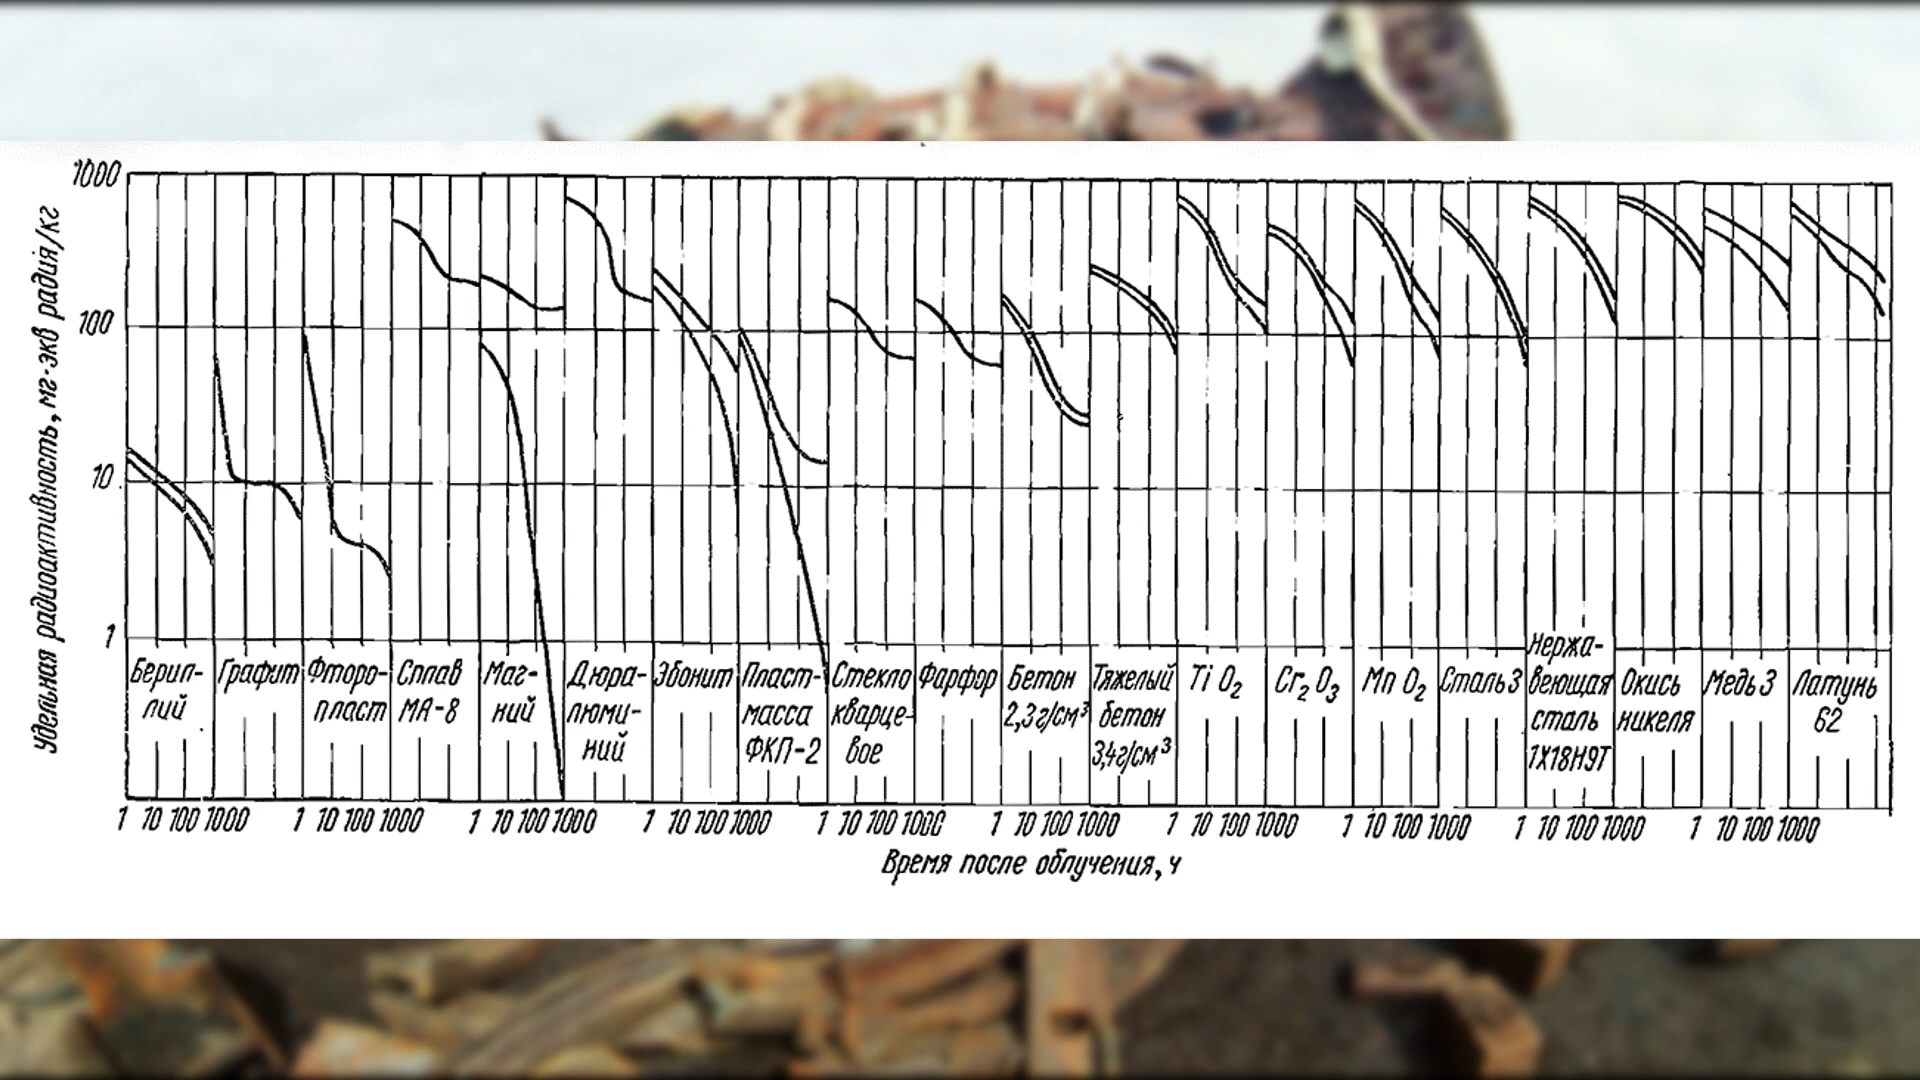 Удельная радиоактивность, мг·экв радия/кг
1000
100
10
1
Берил-
лий
Графит
Фторо-
пласт
Сплав
МА-8
Маг-
ний
Дюра-
люми-
ний
Эбонит
Пласт-
масса
ФКП-2
Стекло
кварце-
вое
Фарфор
Бетон
2,3г/см³
Тяжелый
бетон
3,4г/см³
Ti O₂
Cr₂ O₃
Mn O₂
Сталь3
Нержа-
веющая
сталь
1Х18Н9Т
Окись
никеля
Медь3
Латунь
62
1 10 100 1000 1 10 100 1000 1 10 100 1000 1 10 100 1000 1 10 100 1000 1 10 100 1000 1 10 100 1000 1 10 100 1000 1 10 100 1000 1 10 100 1000
Время после облучения, ч